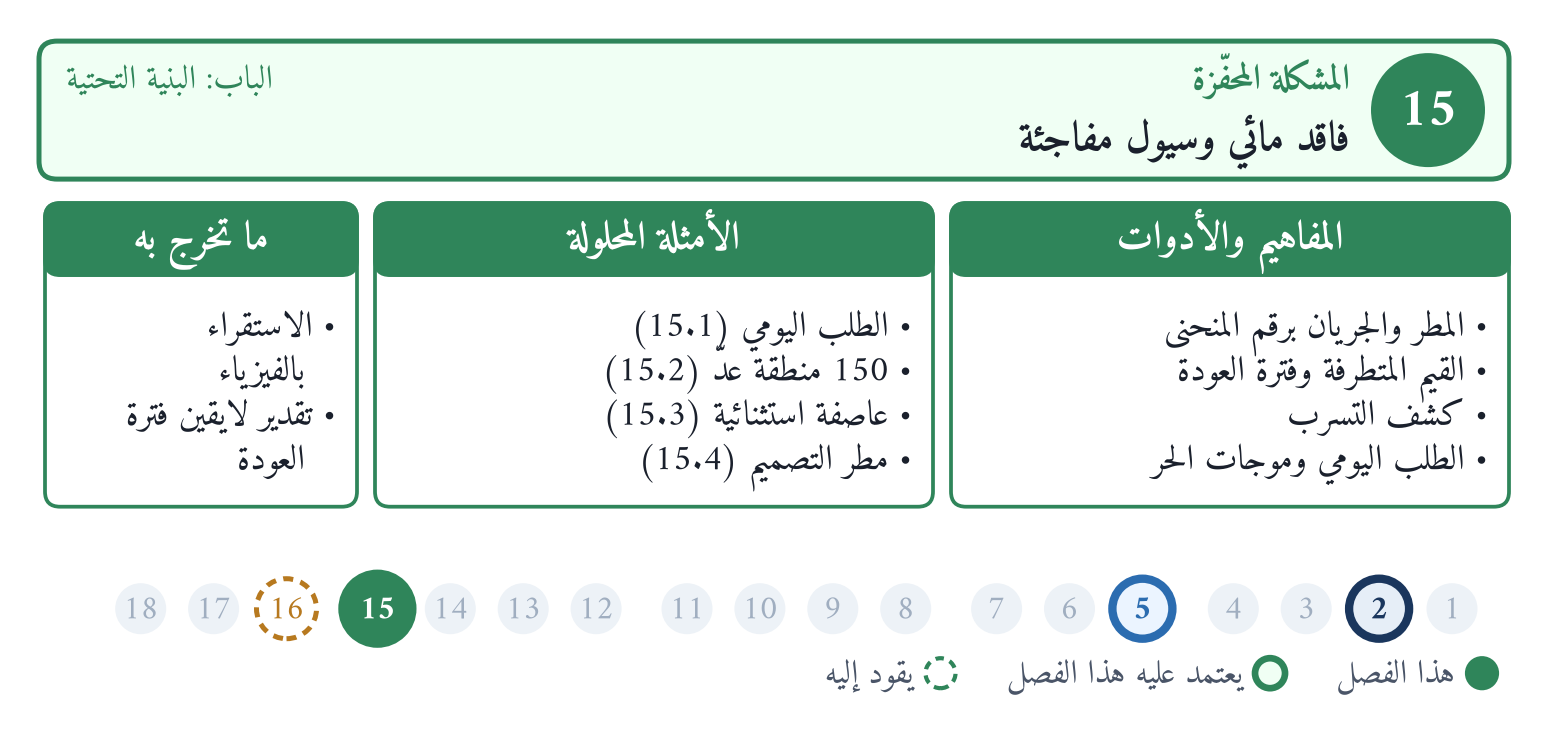 15
المشكلة المحفّزة
الباب: البنية التحتية
فاقد مائي وسيول مفاجئة
المفاهيم والأدوات
• المطر والجريان برقم المنحنى
• القيم المتطرفة وفترة العودة
• كشف التسرب
• الطلب اليومي وموجات الحر
الأمثلة المحلولة
• الطلب اليومي (15.1)
• 150 منطقة عدّ (15.2)
• عاصفة استثنائية (15.3)
• مطر التصميم (15.4)
ما تخرج به
• الاستقراء
بالفيزياء
• تقدير لايقين فترة
العودة
1 2 3 4 5 6 7 8 9 10 11 12 13 14 15 16 17 18
هذا الفصل
يعتمد عليه هذا الفصل
يقود إليه